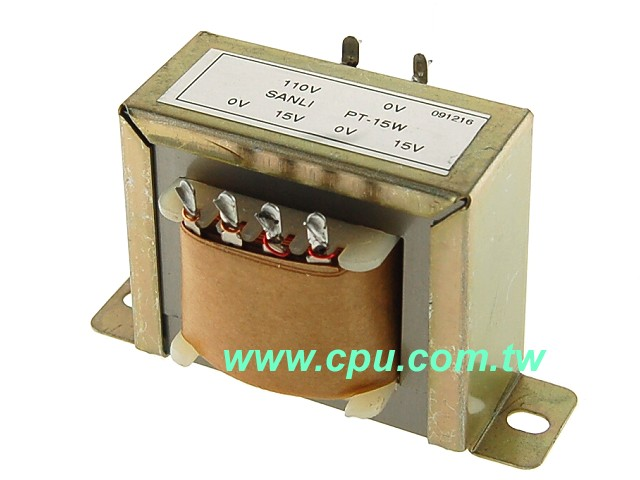 110V 0V
SANLI PT-15W 091216
0V 15V 0V 15V
www.cpu.com.tw